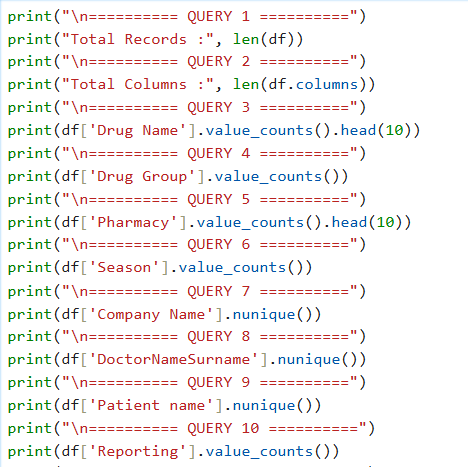 print("\n========== QUERY 1 ==========")
print("Total Records :", len(df))
print("\n========== QUERY 2 ==========")
print("Total Columns :", len(df.columns))
print("\n========== QUERY 3 ==========")
print(df['Drug Name'].value_counts().head(10))
print("\n========== QUERY 4 ==========")
print(df['Drug Group'].value_counts())
print("\n========== QUERY 5 ==========")
print(df['Pharmacy'].value_counts().head(10))
print("\n========== QUERY 6 ==========")
print(df['Season'].value_counts())
print("\n========== QUERY 7 ==========")
print(df['Company Name'].nunique())
print("\n========== QUERY 8 ==========")
print(df['DoctorNameSurname'].nunique())
print("\n========== QUERY 9 ==========")
print(df['Patient name'].nunique())
print("\n========== QUERY 10 ==========")
print(df['Reporting'].value_counts())